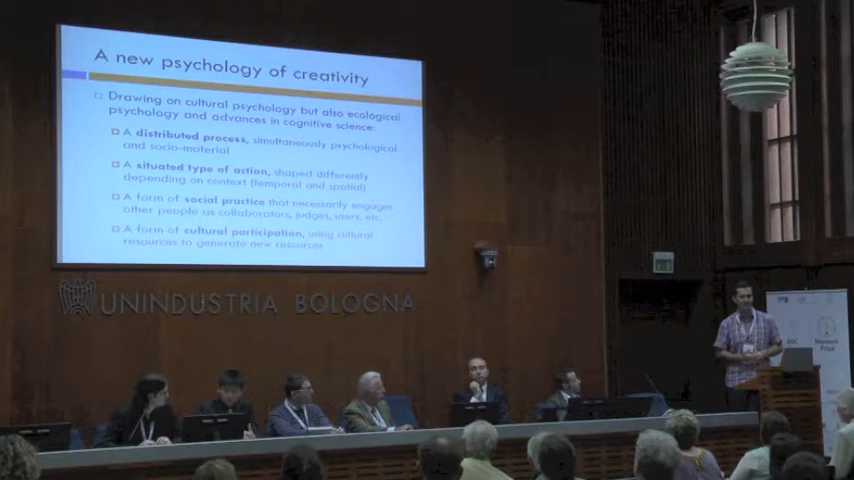 A new psychology of creativity
Drawing on cultural psychology but also ecological
psychology and advances in cognitive science:
A distributed process, simultaneously psychological
and socio-material
A situated type of action, shaped differently
depending on context (temporal and spatial)
A form of social practice that necessarily engages
other people as collaborators, judges, users, etc.
A form of cultural participation, using cultural
resources to generate new resources
UNINDUSTRIA BOLOGNA
Marconi
Prize